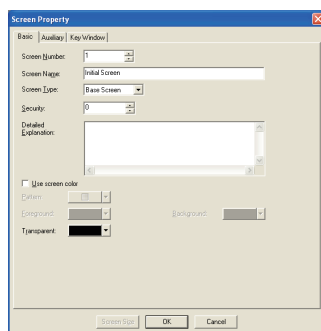 Screen Property
Basic Auxiliary Key Window
Screen Number: 1
Screen Name: Initial Screen
Screen Type: Base Screen
Security: 0
Detailed
Explanation:
Use screen color
Pattern:
Foreground: Background:
Transparent:
Screen Size OK Cancel